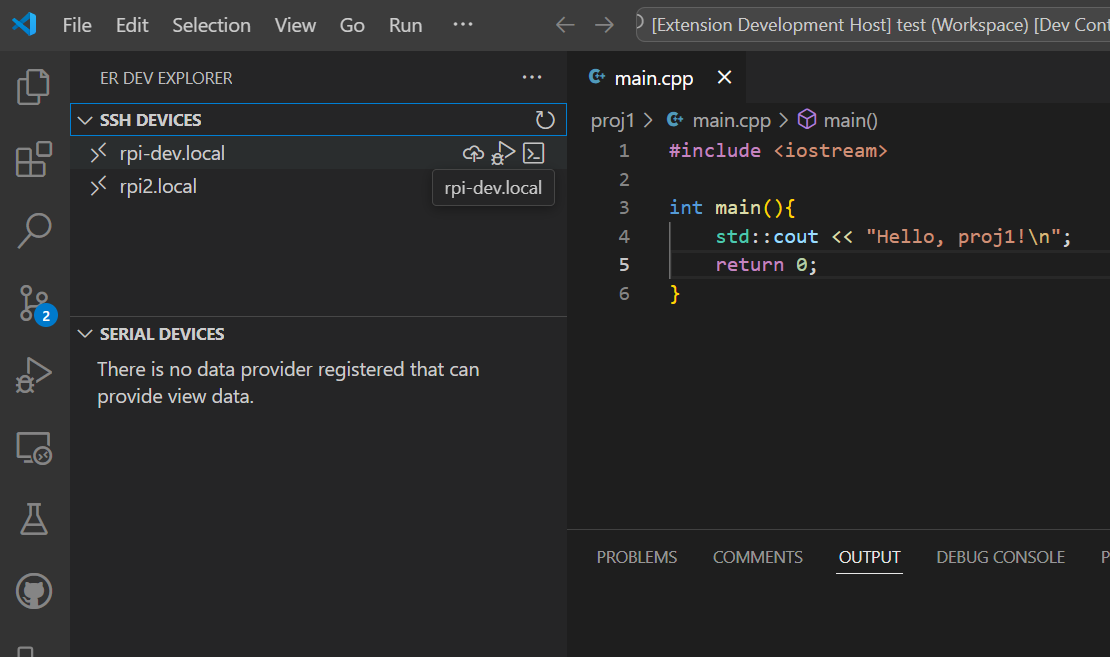 File Edit Selection View Go Run ··· [Extension Development Host] test (Workspace) [Dev Cont
ER DEV EXPLORER ···
SSH DEVICES
rpi-dev.local
rpi2.local
rpi-dev.local
SERIAL DEVICES
There is no data provider registered that can
provide view data.
2
main.cpp
proj1 > main.cpp > main()
1 #include <iostream>
2
3 int main(){
4 std::cout << "Hello, proj1!\n";
5 return 0;
6 }
PROBLEMS COMMENTS OUTPUT DEBUG CONSOLE P